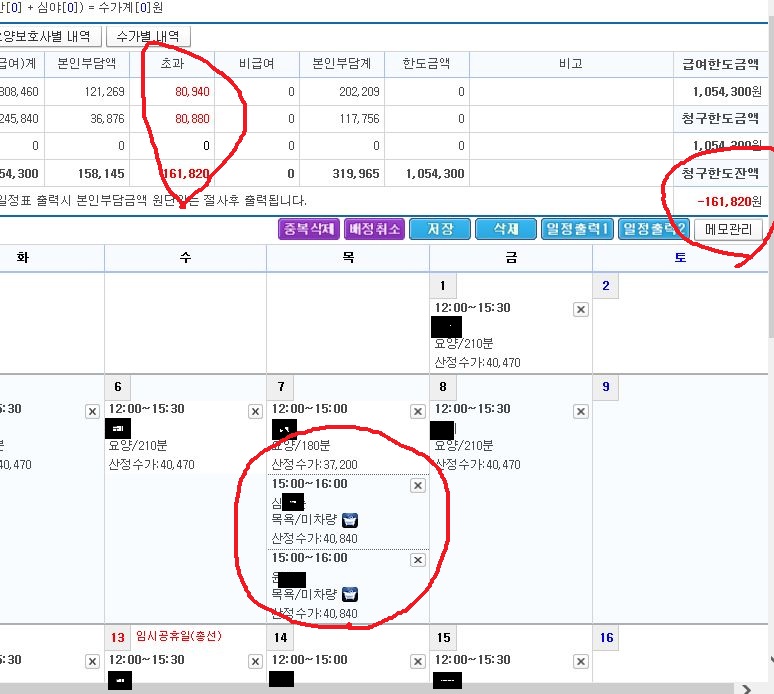 간[0] + 심야[0]) = 수가계[0]원
요양보호사별 내역 수가별 내역
급여)계 본인부담액 초과 비급여 본인부담계 한도금액 비고 급여한도금액
808,460 121,269 80,940 0 202,209 0 1,054,300원
245,840 36,876 80,880 0 117,756 0 청구한도금액
0 0 0 0 0 0 1,054,300원
54,300 158,145 161,820 0 319,965 1,054,300 청구한도잔액
일정표 출력시 본인부담금액 원단위는 절사후 출력됩니다. -161,820원
중복삭제 배정취소 저장 삭제 일정출력1 일정출력2 메모관리
화 수 목 금 토
1 2
12:00~15:30
요양/210분
산정수가:40,470
6 7 8 9
5:30 12:00~15:30 12:00~15:00 12:00~15:30
요양/210분 요양/180분 요양/210분
40,470 산정수가:40,470 산정수가:37,200 산정수가:40,470
15:00~16:00
심
목욕/미차량
산정수가:40,840
15:00~16:00
원
목욕/미차량
산정수가:40,840
13 임시공휴일(총선) 14 15 16
5:30 12:00~15:30 12:00~15:30 12:00~15:30